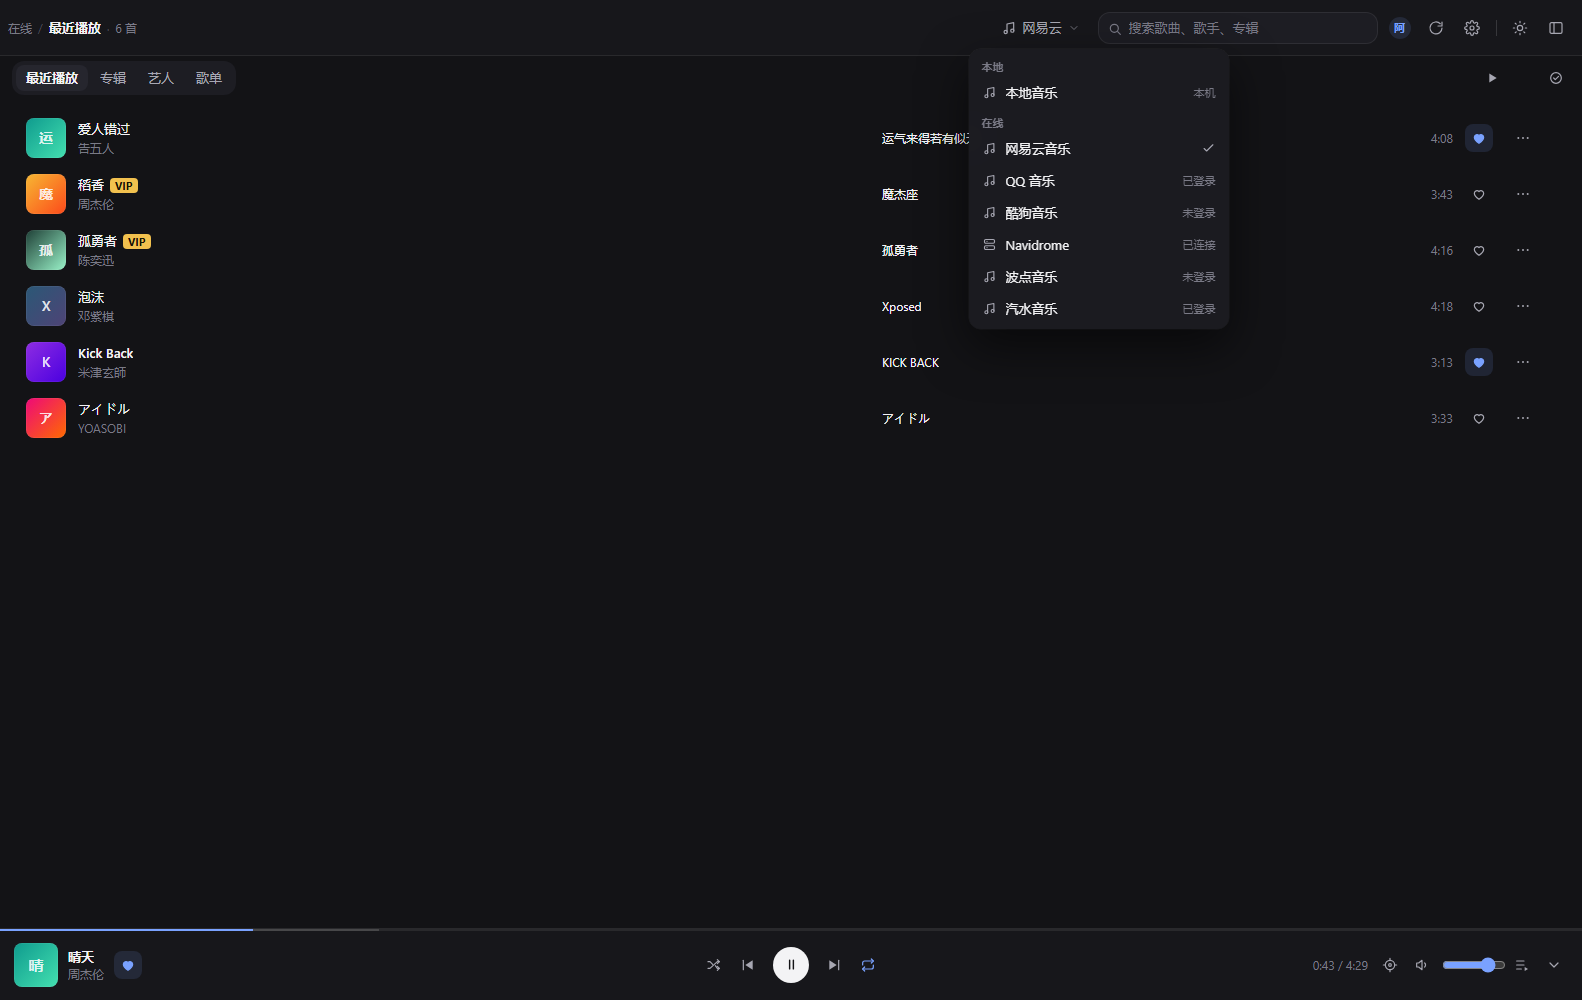 在线 / 最近播放 · 6 首
网易云
搜索歌曲、歌手、专辑
阿
最近播放 专辑 艺人 歌单
本地
本地音乐 本机
在线
网易云音乐
QQ 音乐 已登录
酷狗音乐 未登录
Navidrome 已连接
波点音乐 未登录
汽水音乐 已登录
运 爱人错过 运气来得若有似 4:08
告五人
魔 稻香 VIP 魔杰座 3:43
周杰伦
孤 孤勇者 VIP 孤勇者 4:16
陈奕迅
X 泡沫 Xposed 4:18
邓紫棋
K Kick Back KICK BACK 3:13
米津玄師
ア アイドル アイドル 3:33
YOASOBI
晴 晴天
周杰伦
0:43 / 4:29